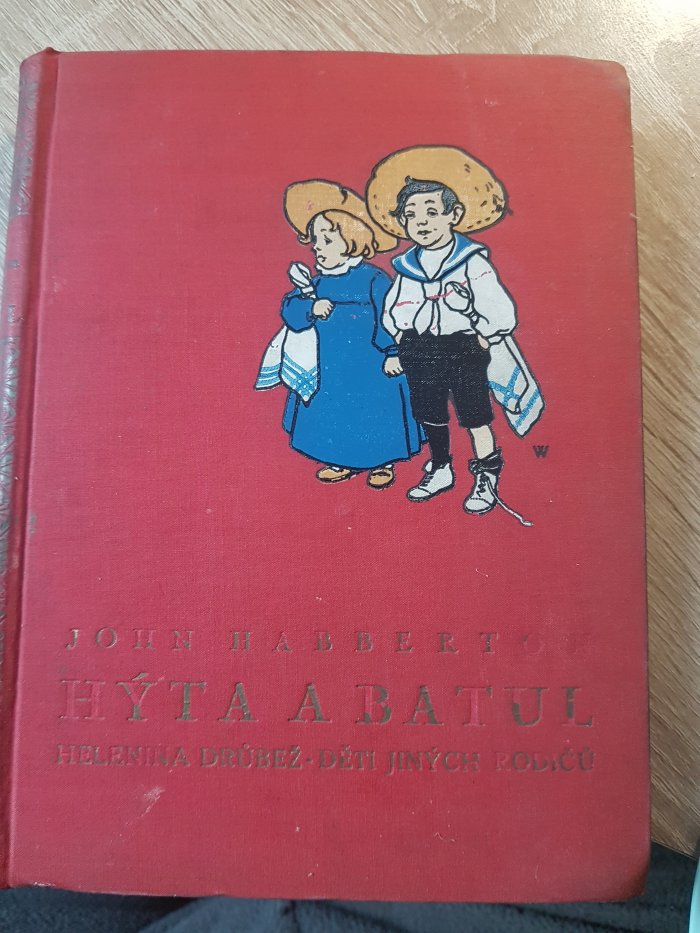 W
JOHN HABBERTON
HÝTA A BATUL
HELENINA DRŮBEŽ · DĚTI JINÝCH RODIČŮ